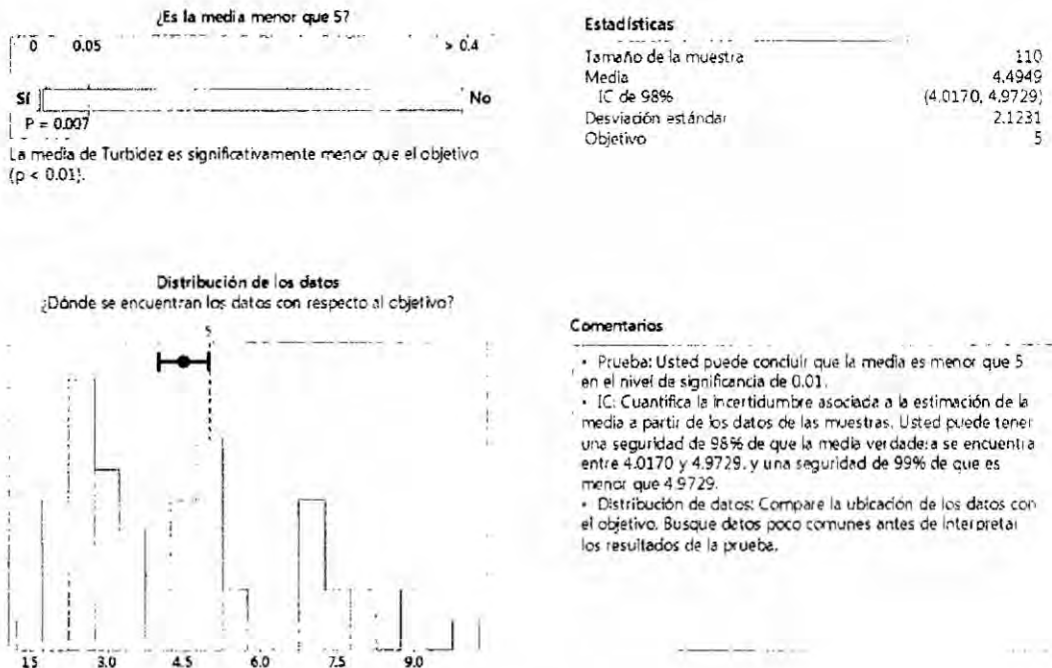 ¿Es la media menor que 5?
0 0.05 > 0.4
Sí No
P = 0.007
La media de Turbidez es significativamente menor que el objetivo
(p < 0.01).
Estadísticas
Tamaño de la muestra 110
Media 4.4949
IC de 98% (4.0170, 4.9729)
Desviación estándar 2.1231
Objetivo 5
Distribución de los datos
¿Dónde se encuentran los datos con respecto al objetivo?
5
1.5 3.0 4.5 6.0 7.5 9.0
Comentarios
• Prueba: Usted puede concluir que la media es menor que 5
en el nivel de significancia de 0.01.
• IC: Cuantifica la incertidumbre asociada a la estimación de la
media a partir de los datos de las muestras. Usted puede tener
una seguridad de 98% de que la media verdadera se encuentra
entre 4.0170 y 4.9729, y una seguridad de 99% de que es
menor que 4.9729.
• Distribución de datos: Compare la ubicación de los datos con
el objetivo. Busque datos poco comunes antes de interpretar
los resultados de la prueba.